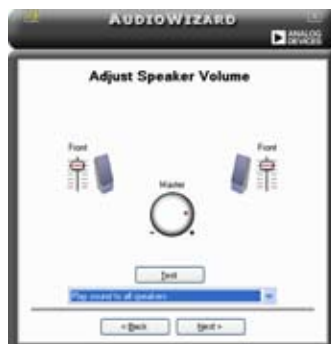 AudioWizard
ANALOG DEVICES
Adjust Speaker Volume
Front
Front
Master
- +
Test
Play sound to all speakers
< Back
Next >